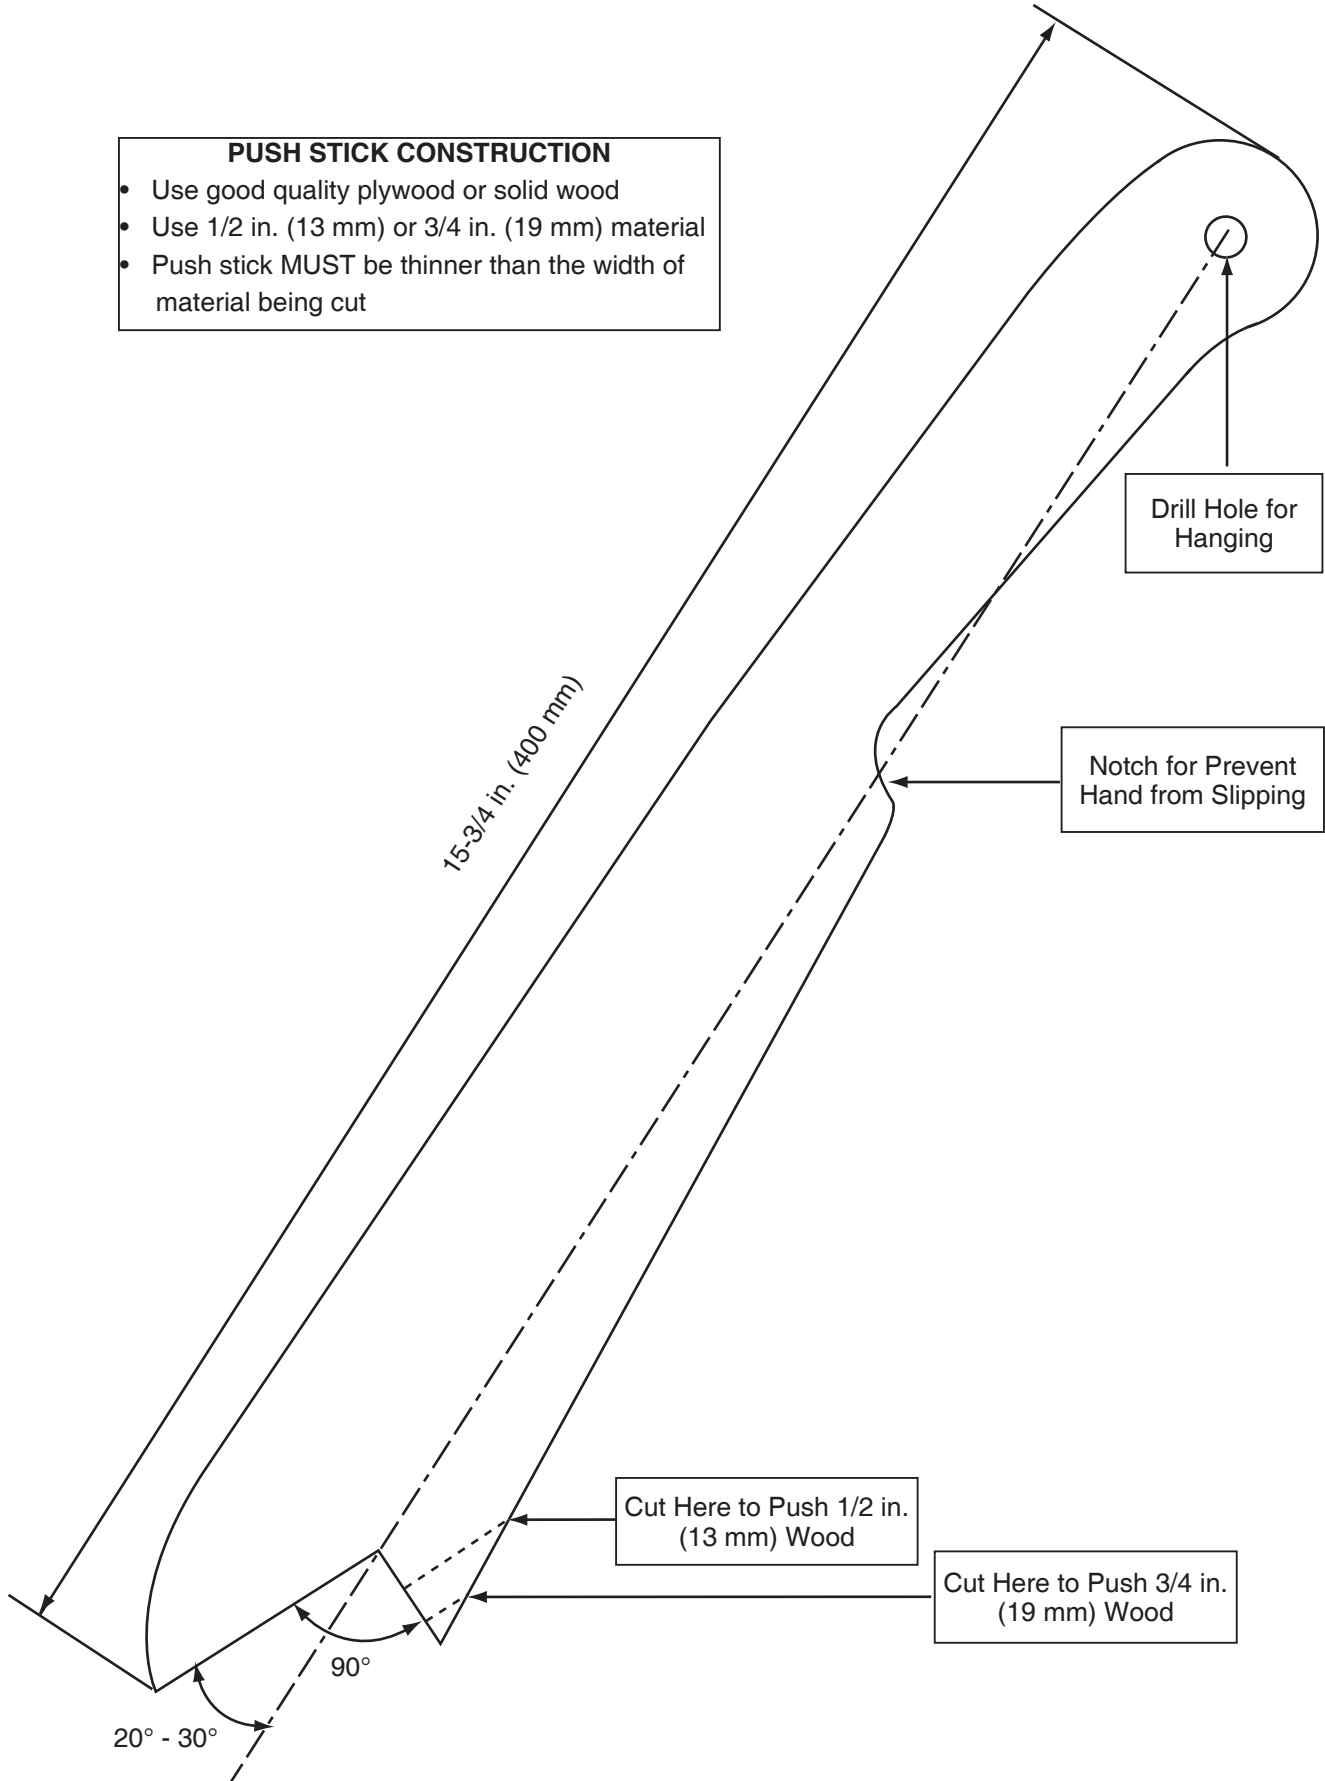 PUSH STICK CONSTRUCTION
• Use good quality plywood or solid wood
• Use 1/2 in. (13 mm) or 3/4 in. (19 mm) material
• Push stick MUST be thinner than the width of
material being cut
Drill Hole for
Hanging
15-3/4 in. (400 mm)
Notch for Prevent
Hand from Slipping
Cut Here to Push 1/2 in.
(13 mm) Wood
Cut Here to Push 3/4 in.
(19 mm) Wood
90°
20° - 30°